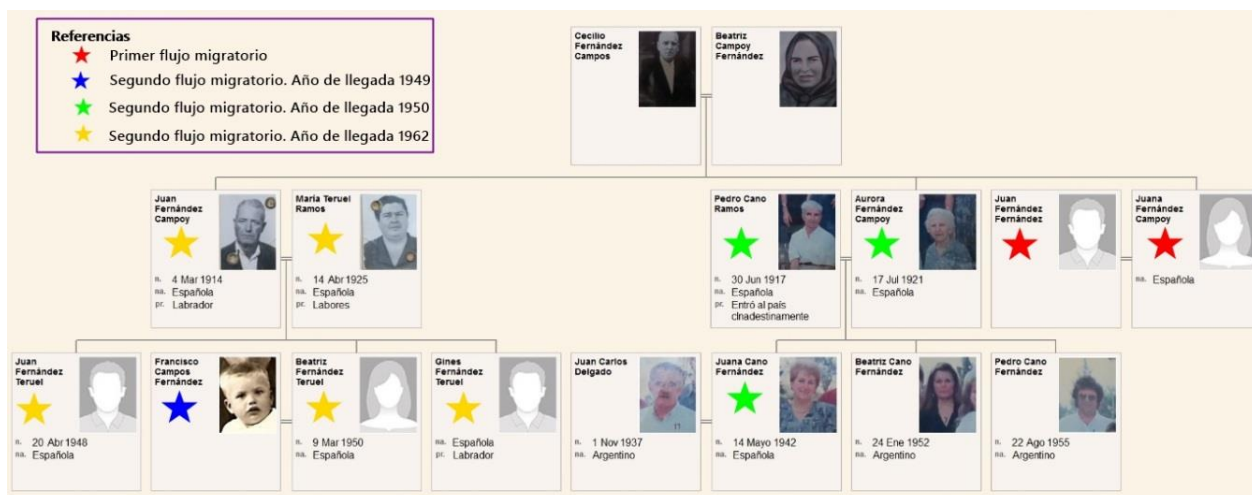 Referencias
Primer flujo migratorio
Segundo flujo migratorio. Año de llegada 1949
Segundo flujo migratorio. Año de llegada 1950
Segundo flujo migratorio. Año de llegada 1962
Cecilio
Fernández
Campos
Beatriz
Campoy
Fernández
Juan
Fernández
Campoy
n. 4 Mar 1914
na. Española
pr. Labrador
María Teruel
Ramos
n. 14 Abr 1925
na. Española
pr. Labores
Pedro Cano
Ramos
n. 30 Jun 1917
na. Española
pr. Entró al país
clnadestinamente
Aurora
Fernández
Campoy
n. 17 Jul 1921
na. Española
Juan
Fernández
Fernández
Juana
Fernández
Campoy
na. Española
Juan
Fernández
Teruel
n. 20 Abr 1948
na. Española
Francisco
Campos
Fernández
Beatriz
Fernández
Teruel
n. 9 Mar 1950
na. Española
Gines
Fernández
Teruel
na. Española
pr. Labrador
Juan Carlos
Delgado
n. 1 Nov 1937
na. Argentino
Juana Cano
Fernández
n. 14 Mayo 1942
na. Española
Beatriz Cano
Fernández
n. 24 Ene 1952
na. Argentino
Pedro Cano
Fernández
n. 22 Ago 1955
na. Argentino